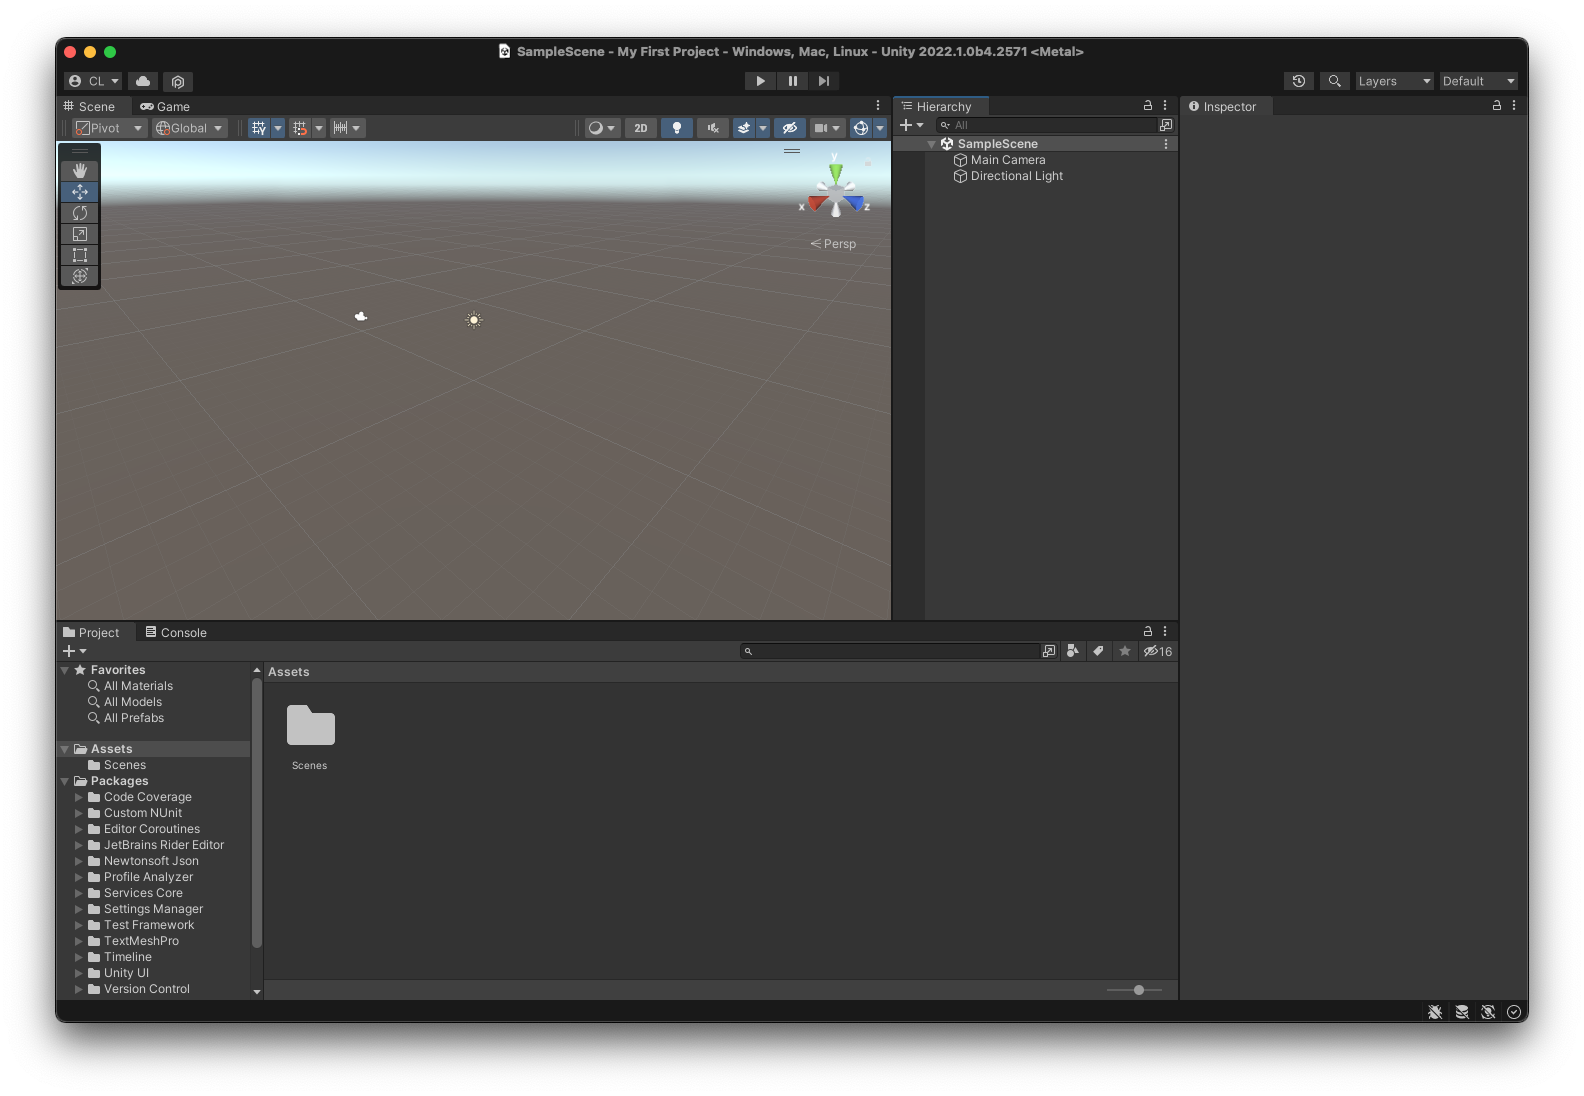 SampleScene - My First Project - Windows, Mac, Linux - Unity 2022.1.0b4.2571 <Metal>
CL
Layers
Default
Scene
Game
Pivot
Global
2D
y
x
z
Persp
Hierarchy
All
SampleScene
Main Camera
Directional Light
Inspector
Project
Console
16
Favorites
All Materials
All Models
All Prefabs
Assets
Scenes
Packages
Code Coverage
Custom NUnit
Editor Coroutines
JetBrains Rider Editor
Newtonsoft Json
Profile Analyzer
Services Core
Settings Manager
Test Framework
TextMeshPro
Timeline
Unity UI
Version Control
Assets
Scenes